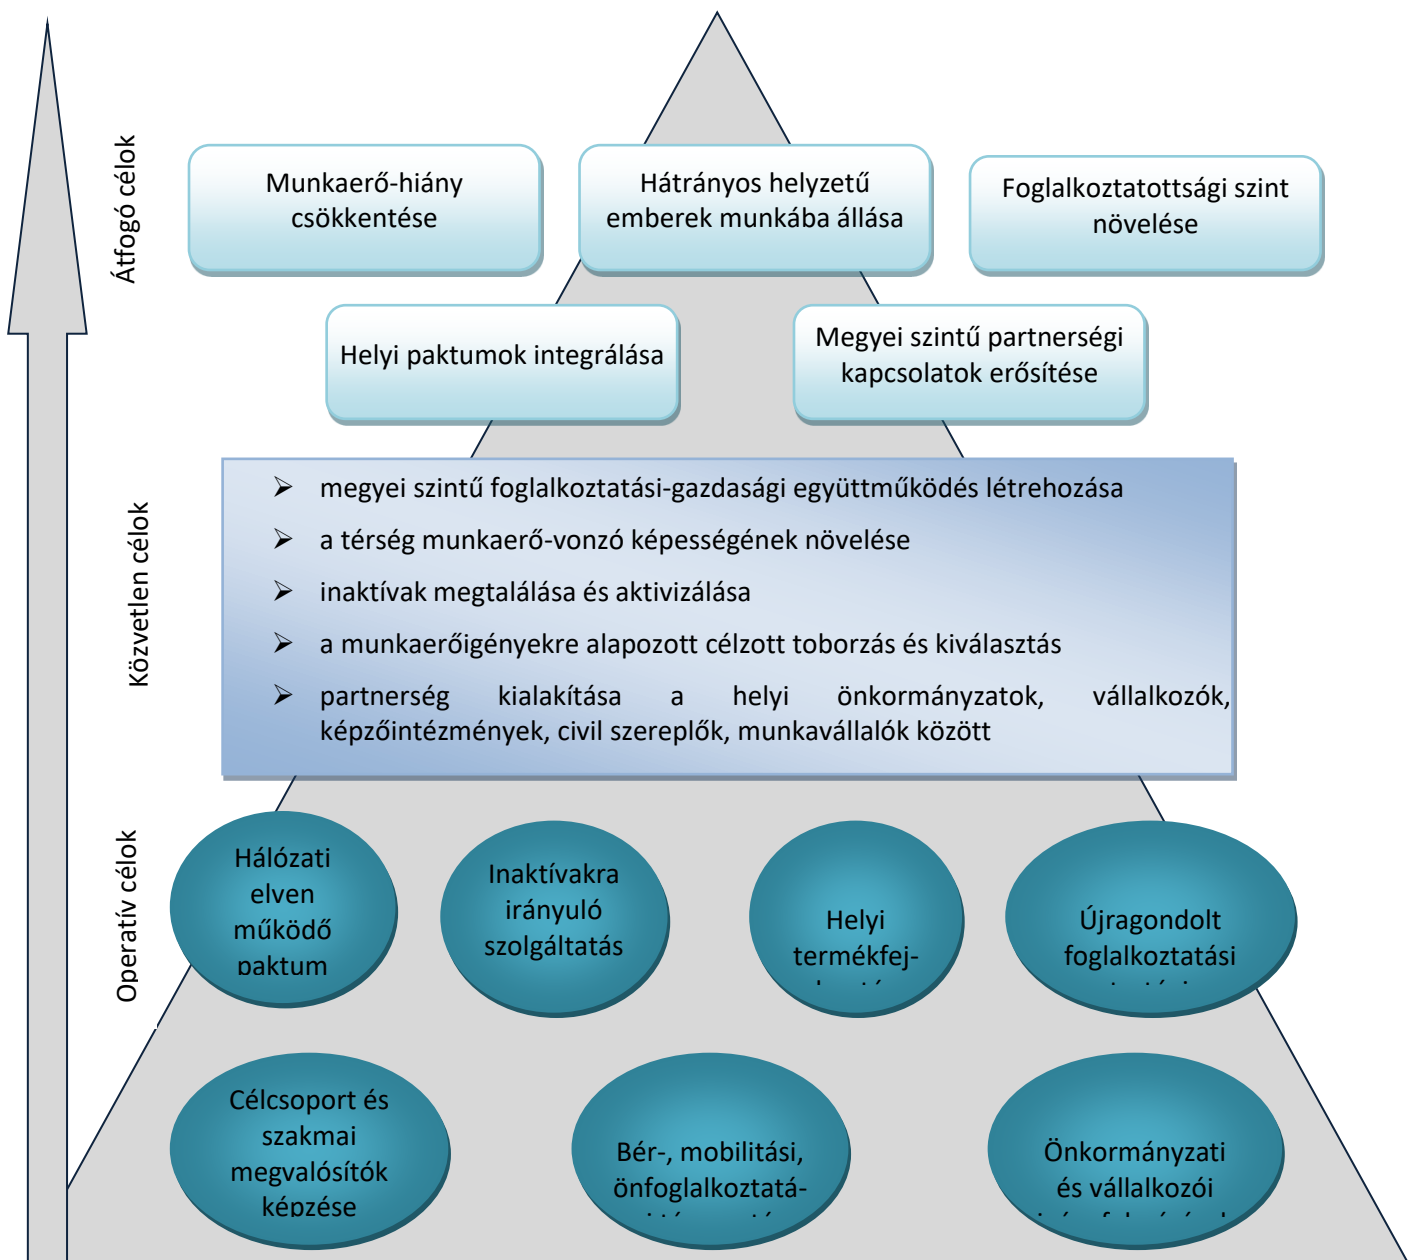 Átfogó célok
Munkaerő-hiány
csökkentése
Hátrányos helyzetű
emberek munkába állása
Foglalkoztatottsági szint
növelése
Helyi paktumok integrálása
Megyei szintű partnerségi
kapcsolatok erősítése
Közvetlen célok
➢ megyei szintű foglalkoztatási-gazdasági együttműködés létrehozása
➢ a térség munkaerő-vonzó képességének növelése
➢ inaktívak megtalálása és aktivizálása
➢ a munkaerőigényekre alapozott célzott toborzás és kiválasztás
➢ partnerség kialakítása a helyi önkormányzatok, vállalkozók,
képzőintézmények, civil szereplők, munkavállalók között
Operatív célok
Hálózati
elven
működő
paktum
Inaktívakra
irányuló
szolgáltatás
Helyi
termékfej-
Újragondolt
foglalkoztatási
Célcsoport és
szakmai
megvalósítók
képzése
Bér-, mobilitási,
önfoglalkoztatá-
Önkormányzati
és vállalkozói